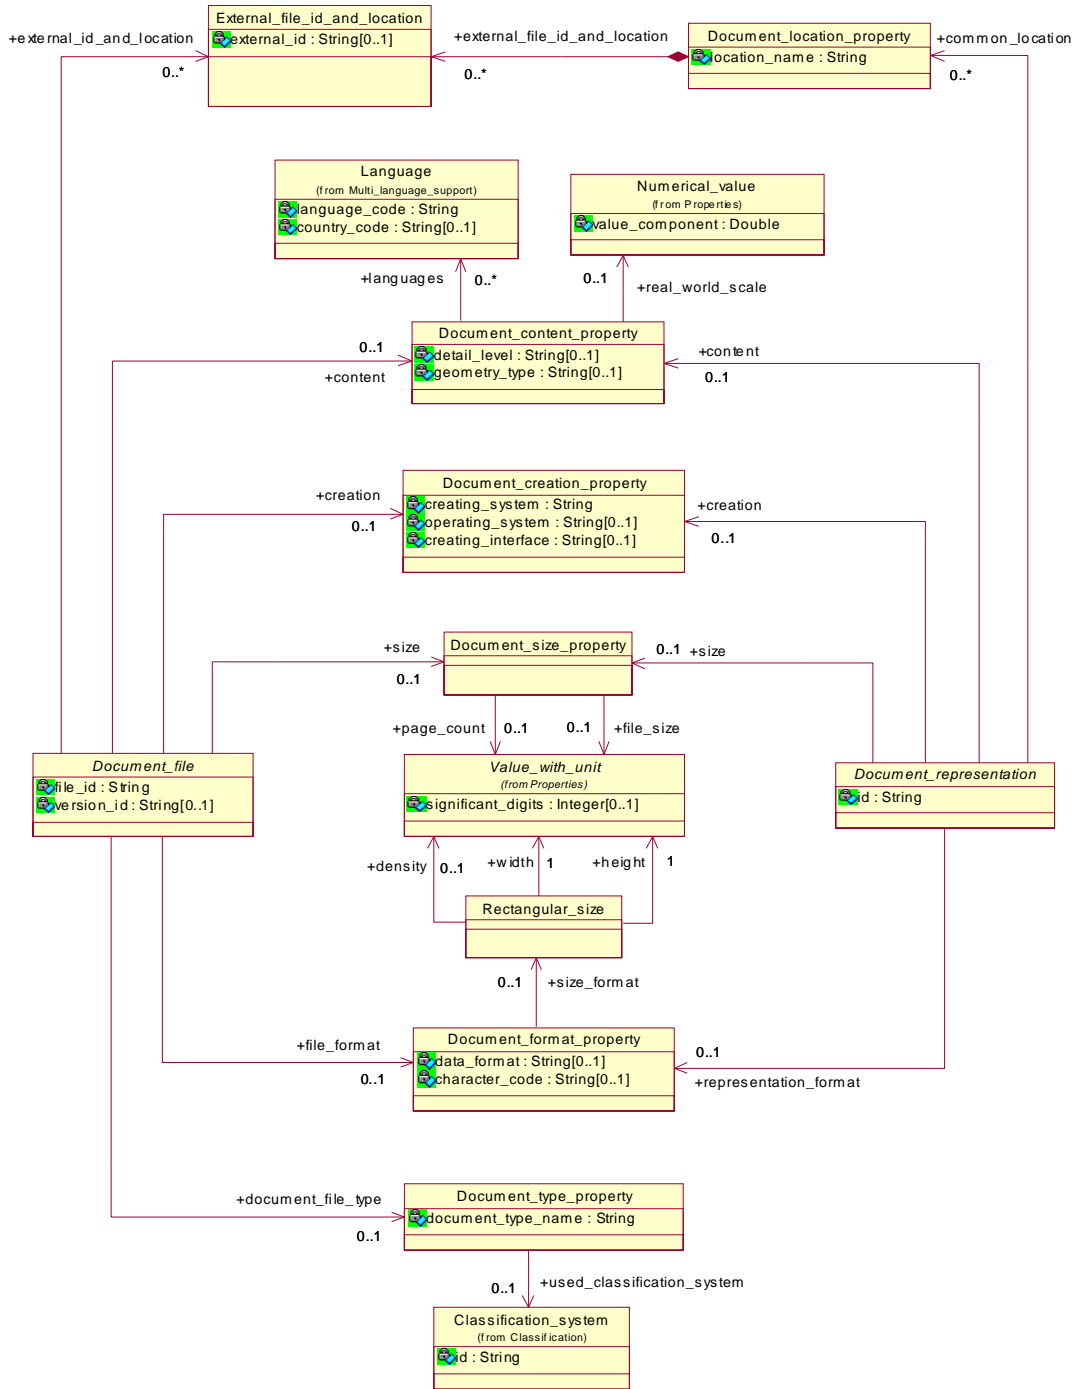 External_file_id_and_location
external_id : String[0..1]
+external_id_and_location
0..*
+external_file_id_and_location
0..*
Document_location_property
location_name : String
+common_location
0..*
Language
(from Multi_language_support)
language_code : String
country_code : String[0..1]
Numerical_value
(from Properties)
value_component : Double
+languages
0..*
0..1
+real_world_scale
Document_content_property
detail_level : String[0..1]
geometry_type : String[0..1]
0..1
+content
+content
0..1
Document_creation_property
creating_system : String
operating_system : String[0..1]
creating_interface : String[0..1]
+creation
0..1
+creation
0..1
Document_size_property
+size
0..1
0..1
+size
+page_count
0..1
0..1
+file_size
Document_file
file_id : String
version_id : String[0..1]
Value_with_unit
(from Properties)
significant_digits : Integer[0..1]
Document_representation
id : String
+density
0..1
+width
1
+height
1
Rectangular_size
0..1
+size_format
Document_format_property
data_format : String[0..1]
character_code : String[0..1]
+file_format
0..1
0..1
+representation_format
Document_type_property
document_type_name : String
+document_file_type
0..1
0..1
+used_classification_system
Classification_system
(from Classification)
id : String